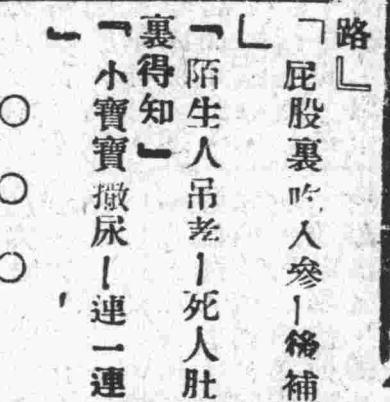 路』
「屁股裏吃人參—後補
」
「陌生人吊孝—死人肚
裏得知」
「小寶寶撒尿—連一連
」
○○○